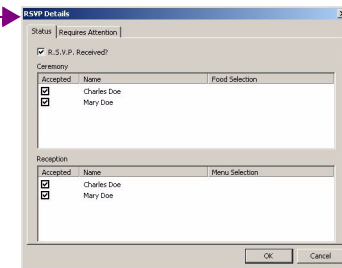 RSVP Details
Status Requires Attention
R.S.V.P. Received?
Ceremony
Accepted Name Food Selection
Charles Doe
Mary Doe
Reception
Accepted Name Menu Selection
Charles Doe
Mary Doe
OK Cancel